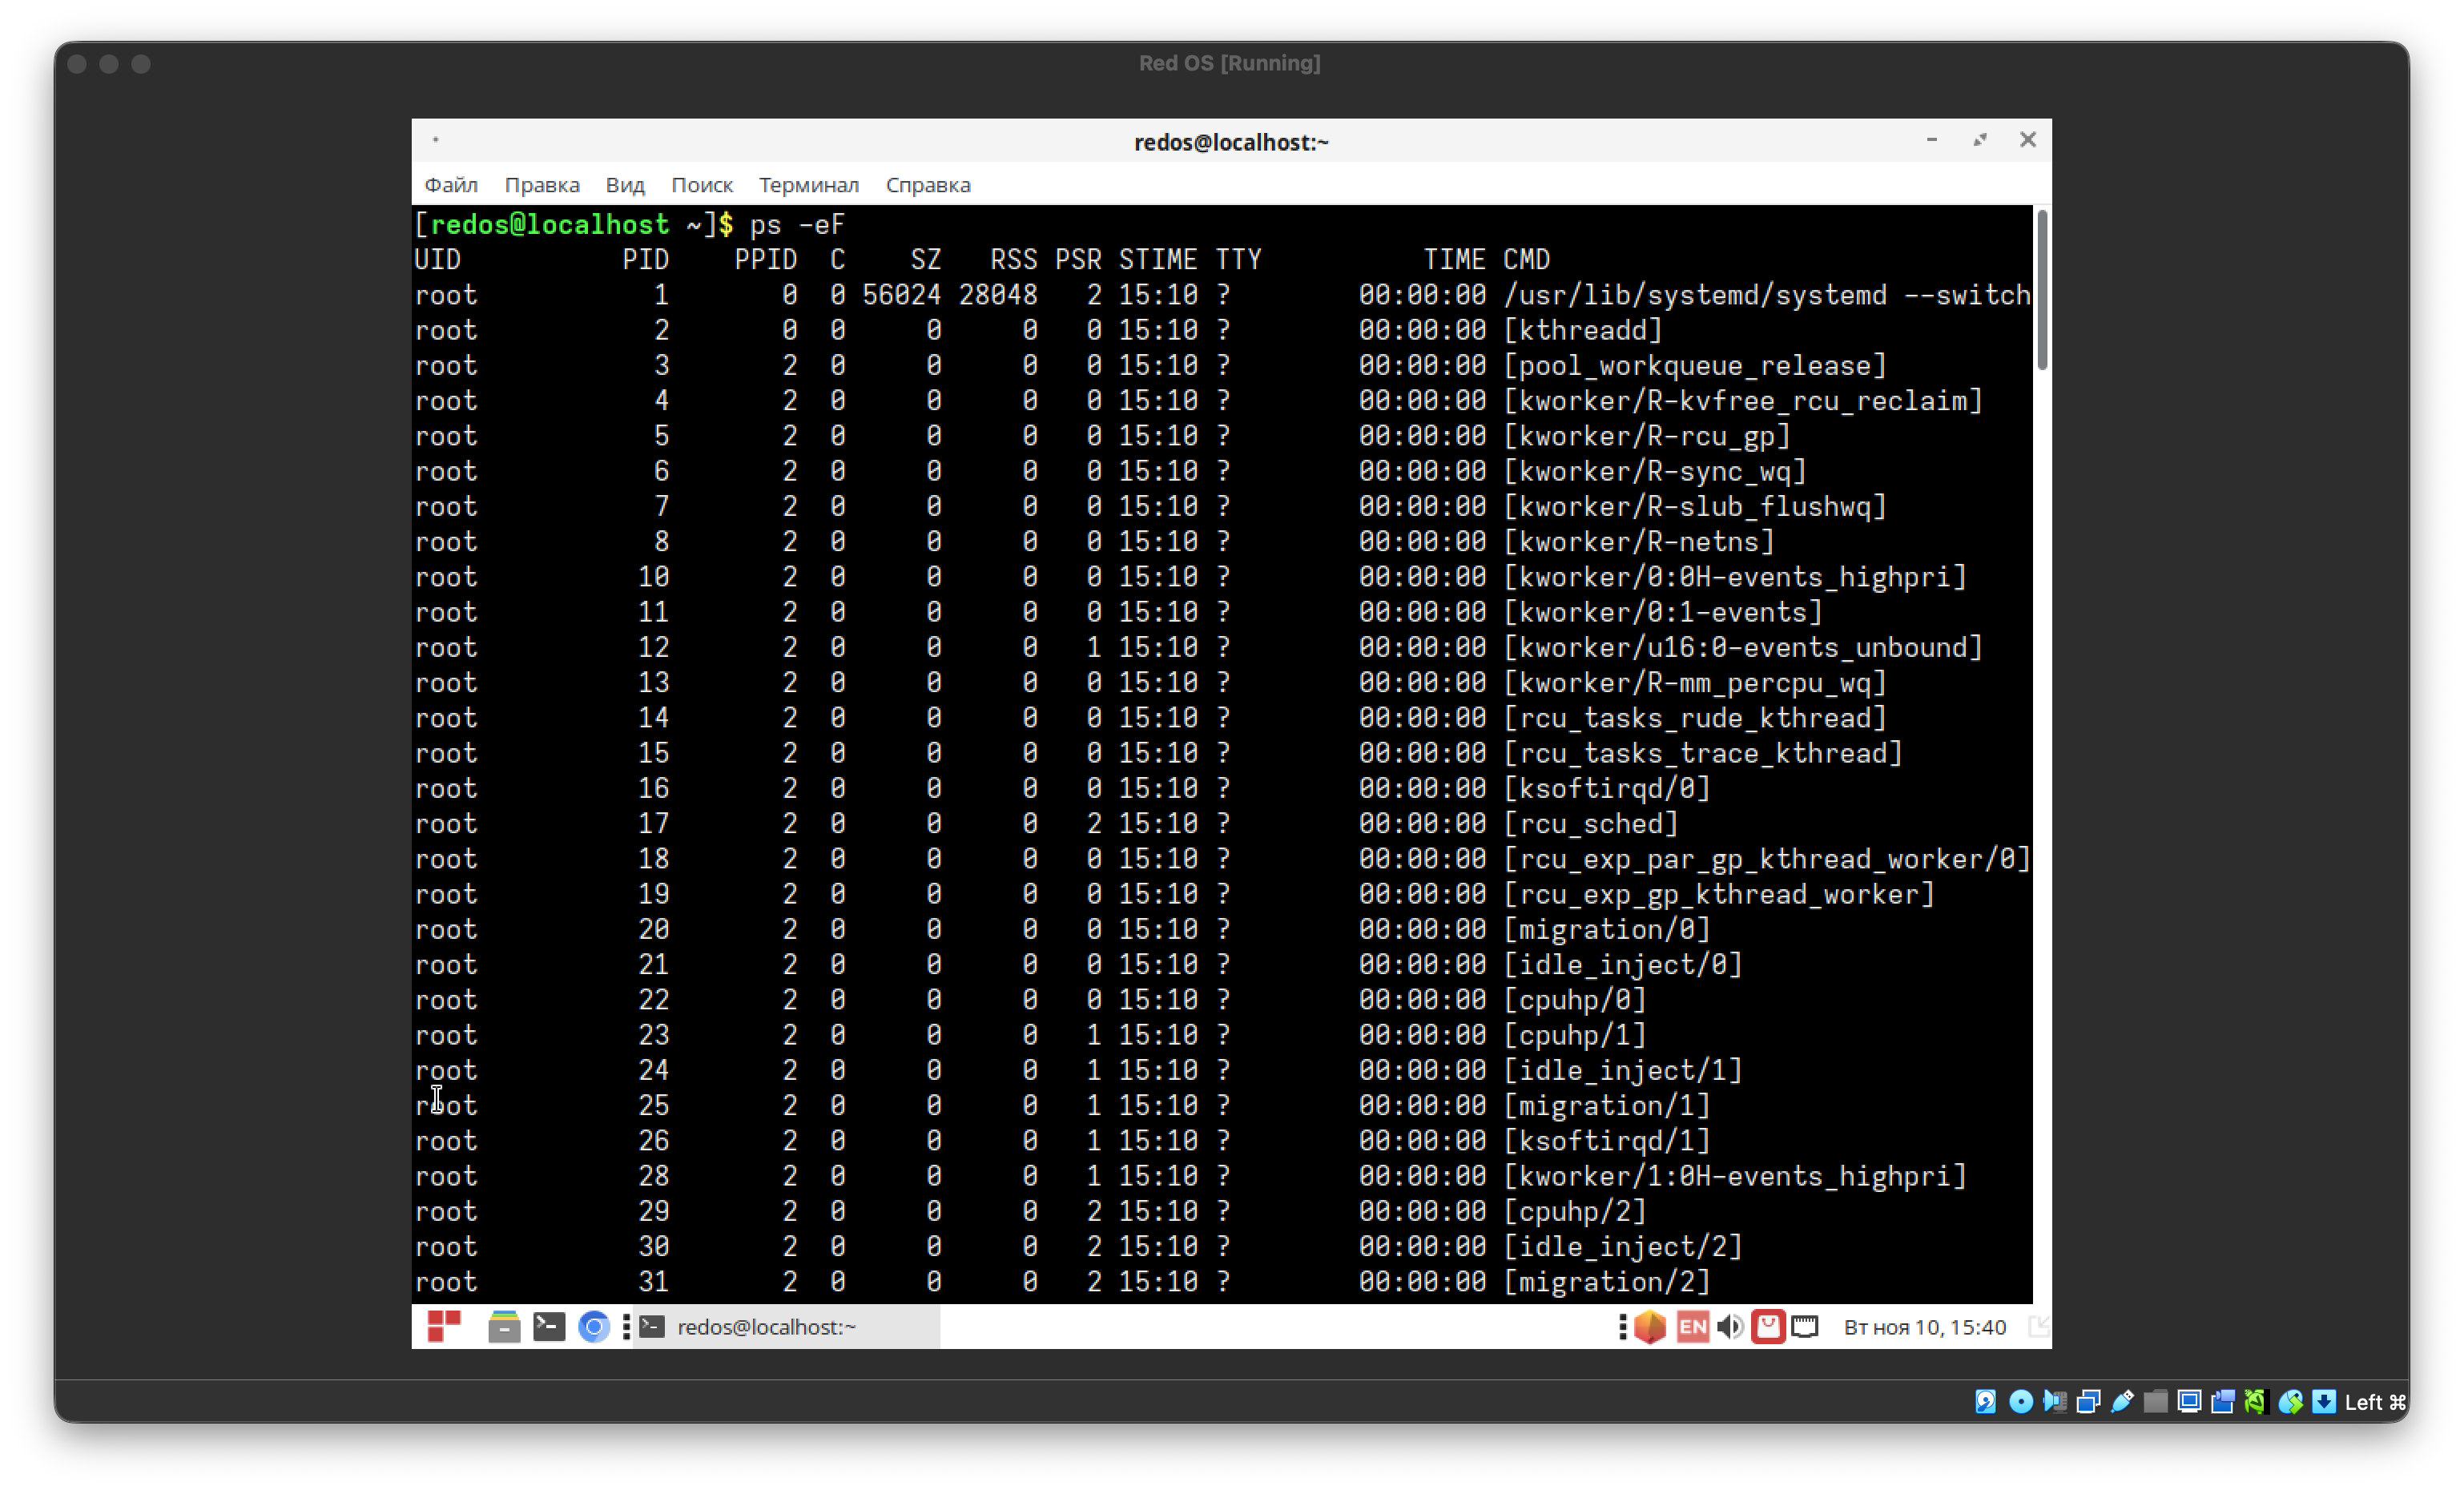 Red OS [Running]
redos@localhost:~
Файл Правка Вид Поиск Терминал Справка
[redos@localhost ~]$ ps -eF
UID PID PPID C SZ RSS PSR STIME TTY TIME CMD
root 1 0 0 56024 28048 2 15:10 ? 00:00:00 /usr/lib/systemd/systemd --switch
root 2 0 0 0 0 0 15:10 ? 00:00:00 [kthreadd]
root 3 2 0 0 0 0 15:10 ? 00:00:00 [pool_workqueue_release]
root 4 2 0 0 0 0 15:10 ? 00:00:00 [kworker/R-kvfree_rcu_reclaim]
root 5 2 0 0 0 0 15:10 ? 00:00:00 [kworker/R-rcu_gp]
root 6 2 0 0 0 0 15:10 ? 00:00:00 [kworker/R-sync_wq]
root 7 2 0 0 0 0 15:10 ? 00:00:00 [kworker/R-slub_flushwq]
root 8 2 0 0 0 0 15:10 ? 00:00:00 [kworker/R-netns]
root 10 2 0 0 0 0 15:10 ? 00:00:00 [kworker/0:0H-events_highpri]
root 11 2 0 0 0 0 15:10 ? 00:00:00 [kworker/0:1-events]
root 12 2 0 0 0 1 15:10 ? 00:00:00 [kworker/u16:0-events_unbound]
root 13 2 0 0 0 0 15:10 ? 00:00:00 [kworker/R-mm_percpu_wq]
root 14 2 0 0 0 0 15:10 ? 00:00:00 [rcu_tasks_rude_kthread]
root 15 2 0 0 0 0 15:10 ? 00:00:00 [rcu_tasks_trace_kthread]
root 16 2 0 0 0 0 15:10 ? 00:00:00 [ksoftirqd/0]
root 17 2 0 0 0 2 15:10 ? 00:00:00 [rcu_sched]
root 18 2 0 0 0 0 15:10 ? 00:00:00 [rcu_exp_par_gp_kthread_worker/0]
root 19 2 0 0 0 0 15:10 ? 00:00:00 [rcu_exp_gp_kthread_worker]
root 20 2 0 0 0 0 15:10 ? 00:00:00 [migration/0]
root 21 2 0 0 0 0 15:10 ? 00:00:00 [idle_inject/0]
root 22 2 0 0 0 0 15:10 ? 00:00:00 [cpuhp/0]
root 23 2 0 0 0 1 15:10 ? 00:00:00 [cpuhp/1]
root 24 2 0 0 0 1 15:10 ? 00:00:00 [idle_inject/1]
root 25 2 0 0 0 1 15:10 ? 00:00:00 [migration/1]
root 26 2 0 0 0 1 15:10 ? 00:00:00 [ksoftirqd/1]
root 28 2 0 0 0 1 15:10 ? 00:00:00 [kworker/1:0H-events_highpri]
root 29 2 0 0 0 2 15:10 ? 00:00:00 [cpuhp/2]
root 30 2 0 0 0 2 15:10 ? 00:00:00 [idle_inject/2]
root 31 2 0 0 0 2 15:10 ? 00:00:00 [migration/2]
redos@localhost:~ EN Вт ноя 10, 15:40
Left ⌘